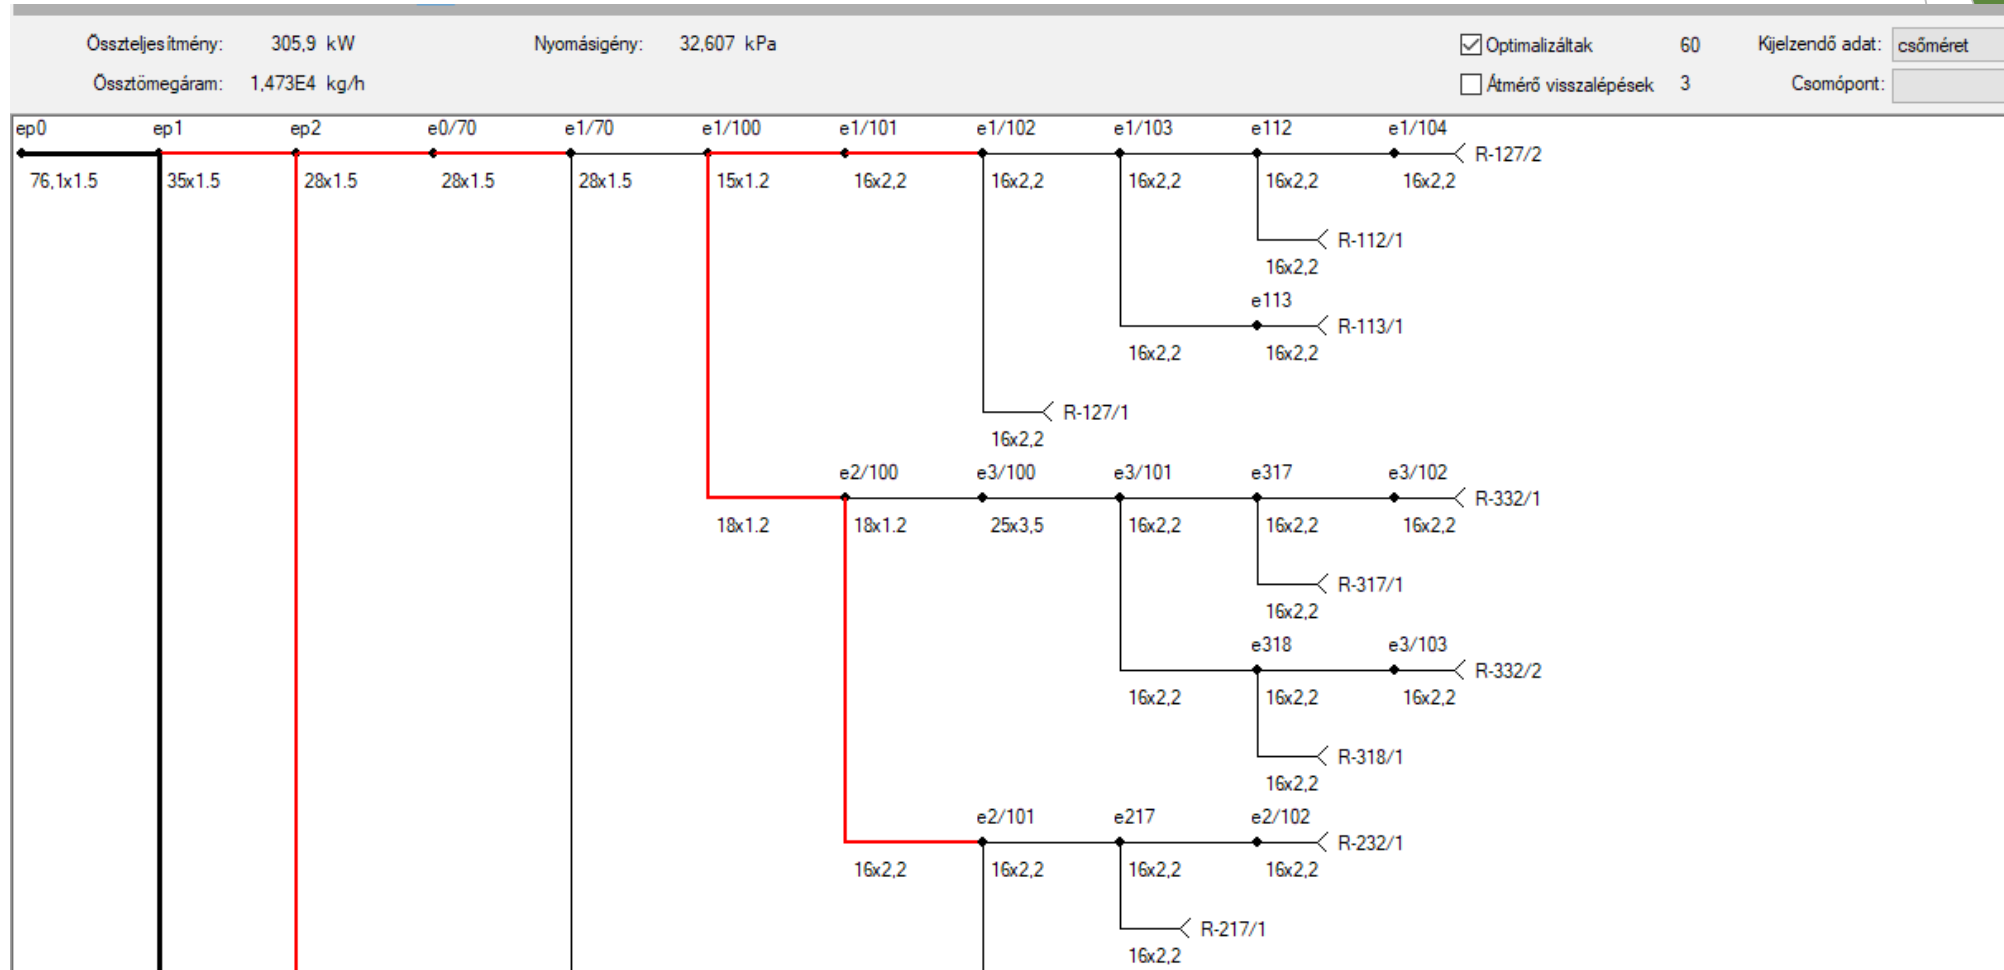 Összteljesítmény: 305,9 kW Nyomásigény: 32,607 kPa Optimalizáltak 60 Kijelzendő adat: csőméret
Össztömegáram: 1,473E4 kg/h Átmérő visszalépések 3 Csomópont:
ep0 ep1 ep2 e0/70 e1/70 e1/100 e1/101 e1/102 e1/103 e112 e1/104
R-127/2
76,1x1.5 35x1.5 28x1.5 28x1.5 28x1.5 15x1.2 16x2,2 16x2,2 16x2,2 16x2,2 16x2,2
R-112/1
16x2,2
e113
R-113/1
16x2,2 16x2,2
R-127/1
16x2,2
e2/100 e3/100 e3/101 e317 e3/102
R-332/1
18x1.2 18x1.2 25x3,5 16x2,2 16x2,2 16x2,2
R-317/1
16x2,2
e318 e3/103
R-332/2
16x2,2 16x2,2 16x2,2
R-318/1
16x2,2
e2/101 e217 e2/102
R-232/1
16x2,2 16x2,2 16x2,2 16x2,2
R-217/1
16x2,2